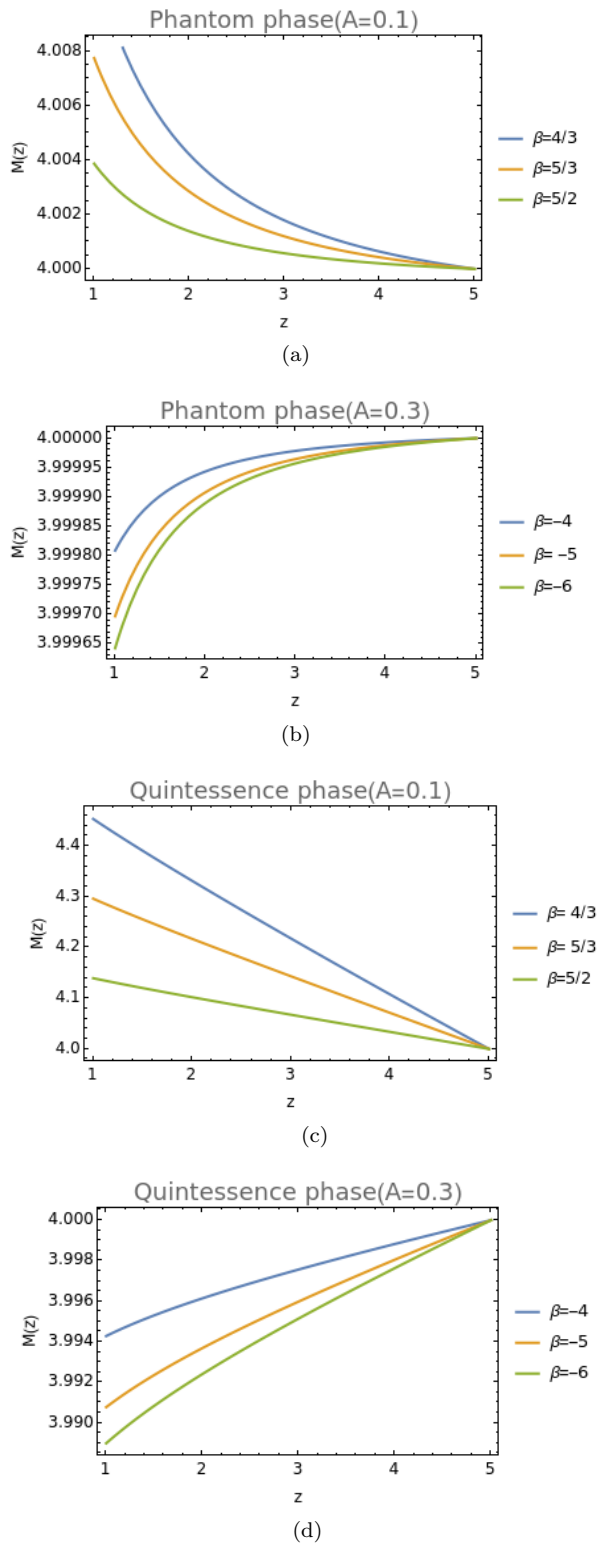 Phantom phase(A=0.1)
4.008
4.006
4.004
4.002
4.000
M(z)
1 2 3 4 5
z
β=4/3
β=5/3
β=5/2
(a)
Phantom phase(A=0.3)
4.00000
3.99995
3.99990
3.99985
3.99980
3.99975
3.99970
3.99965
M(z)
1 2 3 4 5
z
β=−4
β= −5
β=−6
(b)
Quintessence phase(A=0.1)
4.4
4.3
4.2
4.1
4.0
M(z)
1 2 3 4 5
z
β= 4/3
β= 5/3
β=5/2
(c)
Quintessence phase(A=0.3)
4.000
3.998
3.996
3.994
3.992
3.990
M(z)
1 2 3 4 5
z
β=−4
β=−5
β=−6
(d)